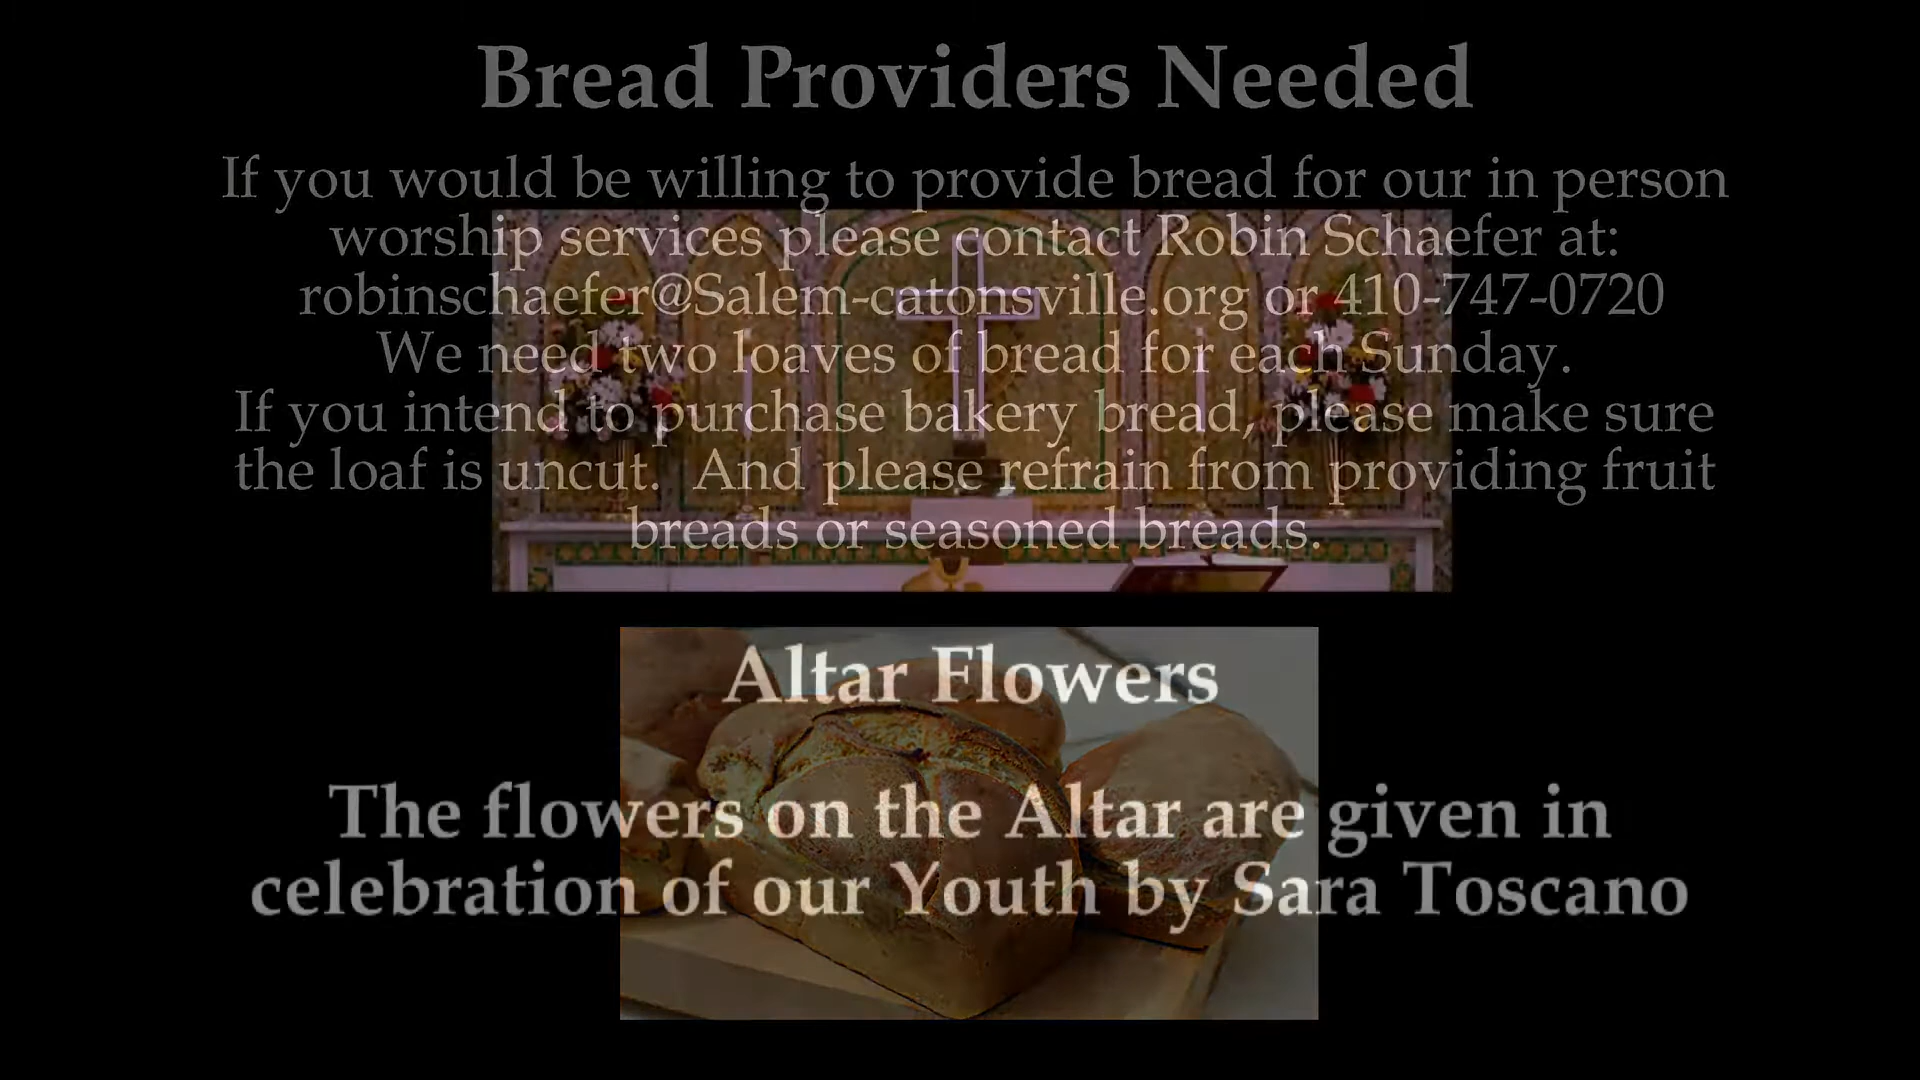 Bread Providers Needed
If you would be willing to provide bread for our in person
worship services please contact Robin Schaefer at:
robinschaefer@Salem-catonsville.org or 410-747-0720
We need two loaves of bread for each Sunday.
If you intend to purchase bakery bread, please make sure
the loaf is uncut.  And please refrain from providing fruit
breads or seasoned breads.
Altar Flowers
The flowers on the Altar are given in
celebration of our Youth by Sara Toscano